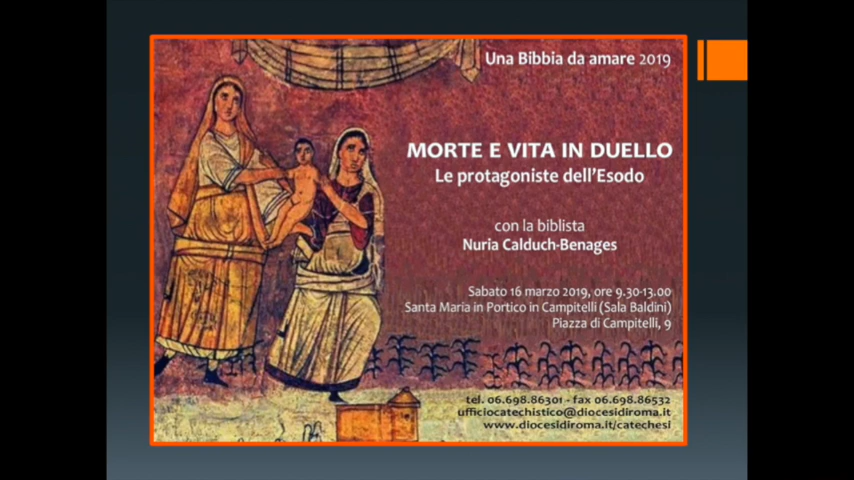 Una Bibbia da amare 2019
MORTE E VITA IN DUELLO
Le protagoniste dell'Esodo
con la biblista
Nuria Calduch-Benages
Sabato 16 marzo 2019, ore 9.30-13.00
Santa Maria in Portico in Campitelli (Sala Baldini)
Piazza di Campitelli, 9
tel. 06.698.86301 - fax 06.698.86532
ufficiocatechistico@diocesidiroma.it
www.diocesidiroma.it/catechesi